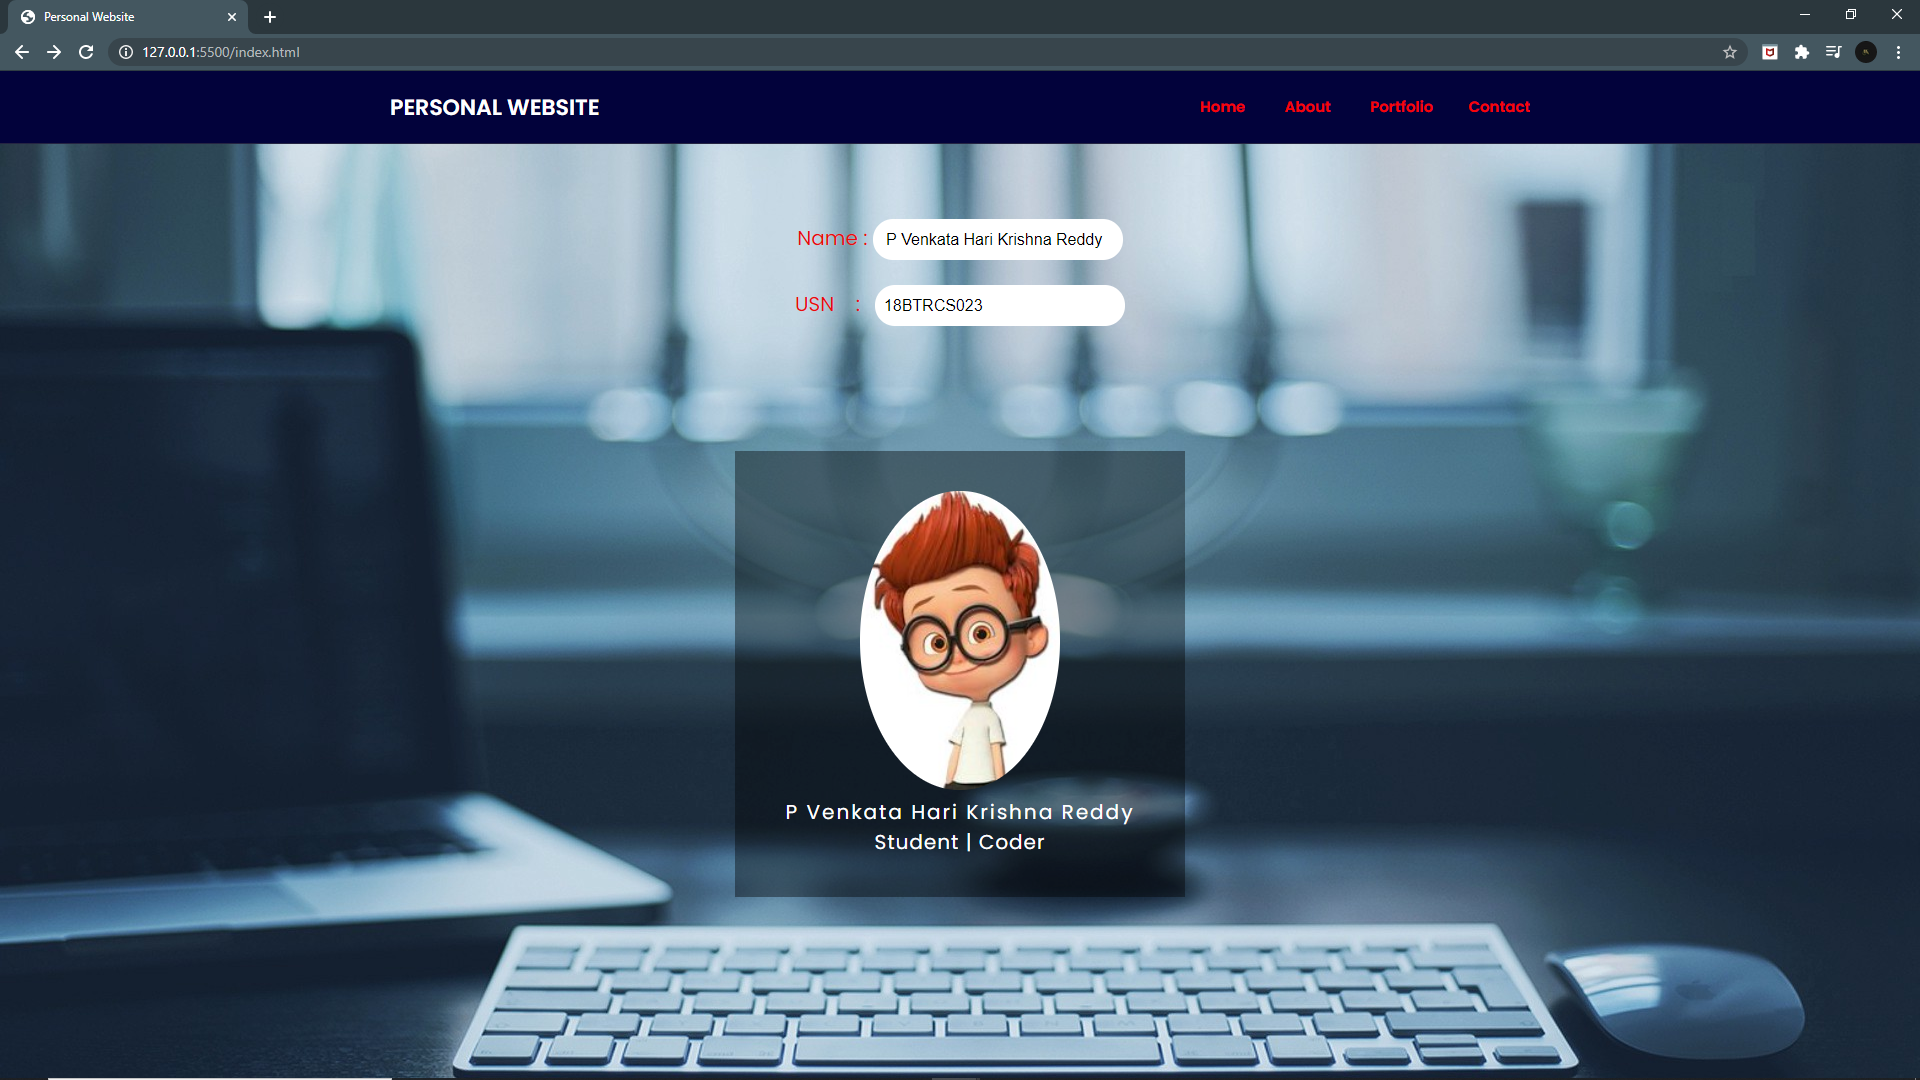 Personal Website
127.0.0.1:5500/index.html
PERSONAL WEBSITE
Home About Portfolio Contact
Name : P Venkata Hari Krishna Reddy
USN : 18BTRCS023
P Venkata Hari Krishna Reddy
Student | Coder